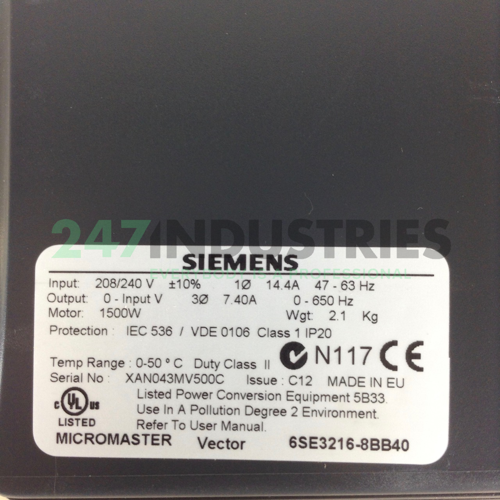 247INDUSTRIES
SIEMENS
Input: 208/240 V ±10% 1Ø 14.4A 47 - 63 Hz
Output: 0 - Input V 3Ø 7.40A 0 - 650 Hz
Motor: 1500W Wgt: 2.1 Kg
Protection : IEC 536 / VDE 0106 Class 1 IP20
Temp Range : 0-50 ° C Duty Class II
N117 CE
Serial No : XAN043MV500C Issue : C12 MADE IN EU
Listed Power Conversion Equipment 5B33.
Use In A Pollution Degree 2 Environment.
Refer To User Manual.
c UL US
LISTED
MICROMASTER Vector 6SE3216-8BB40